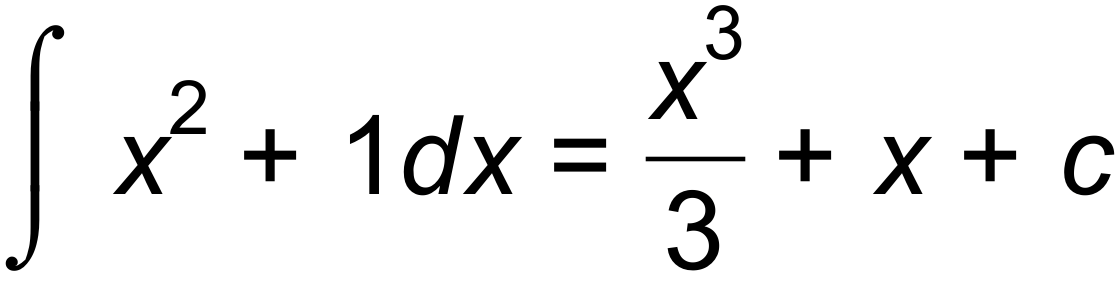 ∫ x² + 1dx = x³/3 + x + c